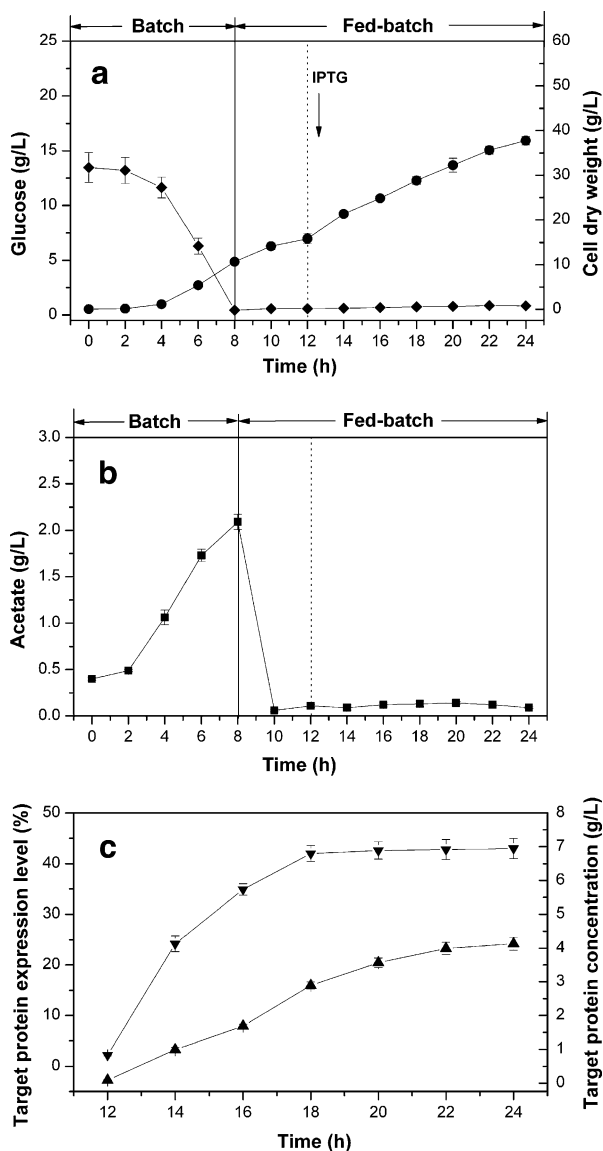 Batch Fed-batch
a
IPTG
25
20
15
10
5
0
Glucose (g/L)
60
50
40
30
20
10
0
Cell dry weight (g/L)
0 2 4 6 8 10 12 14 16 18 20 22 24
Time (h)
Batch Fed-batch
b
3.0
2.5
2.0
1.5
1.0
0.5
0.0
Acetate (g/L)
0 2 4 6 8 10 12 14 16 18 20 22 24
Time (h)
c
50
40
30
20
10
0
Target protein expression level (%)
8
7
6
5
4
3
2
1
0
Target protein concentration (g/L)
12 14 16 18 20 22 24
Time (h)